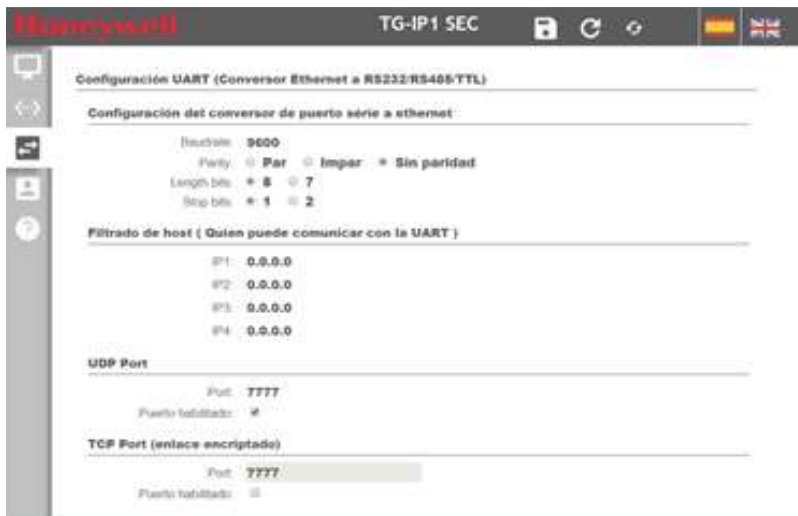 Honeywell
TG-IP1 SEC
Configuración UART (Conversor Ethernet a RS232/RS485/TTL)
Configuración del conversor de puerto série a ethernet
Baudrate: 9600
Parity: Par Impar Sin paridad
Length bits: 8 7
Stop bits: 1 2
Filtrado de host ( Quien puede comunicar con la UART )
IP1: 0.0.0.0
IP2: 0.0.0.0
IP3: 0.0.0.0
IP4: 0.0.0.0
UDP Port
Port: 7777
Puerto habilitado:
TCP Port (enlace encriptado)
Port: 7777
Puerto habilitado: